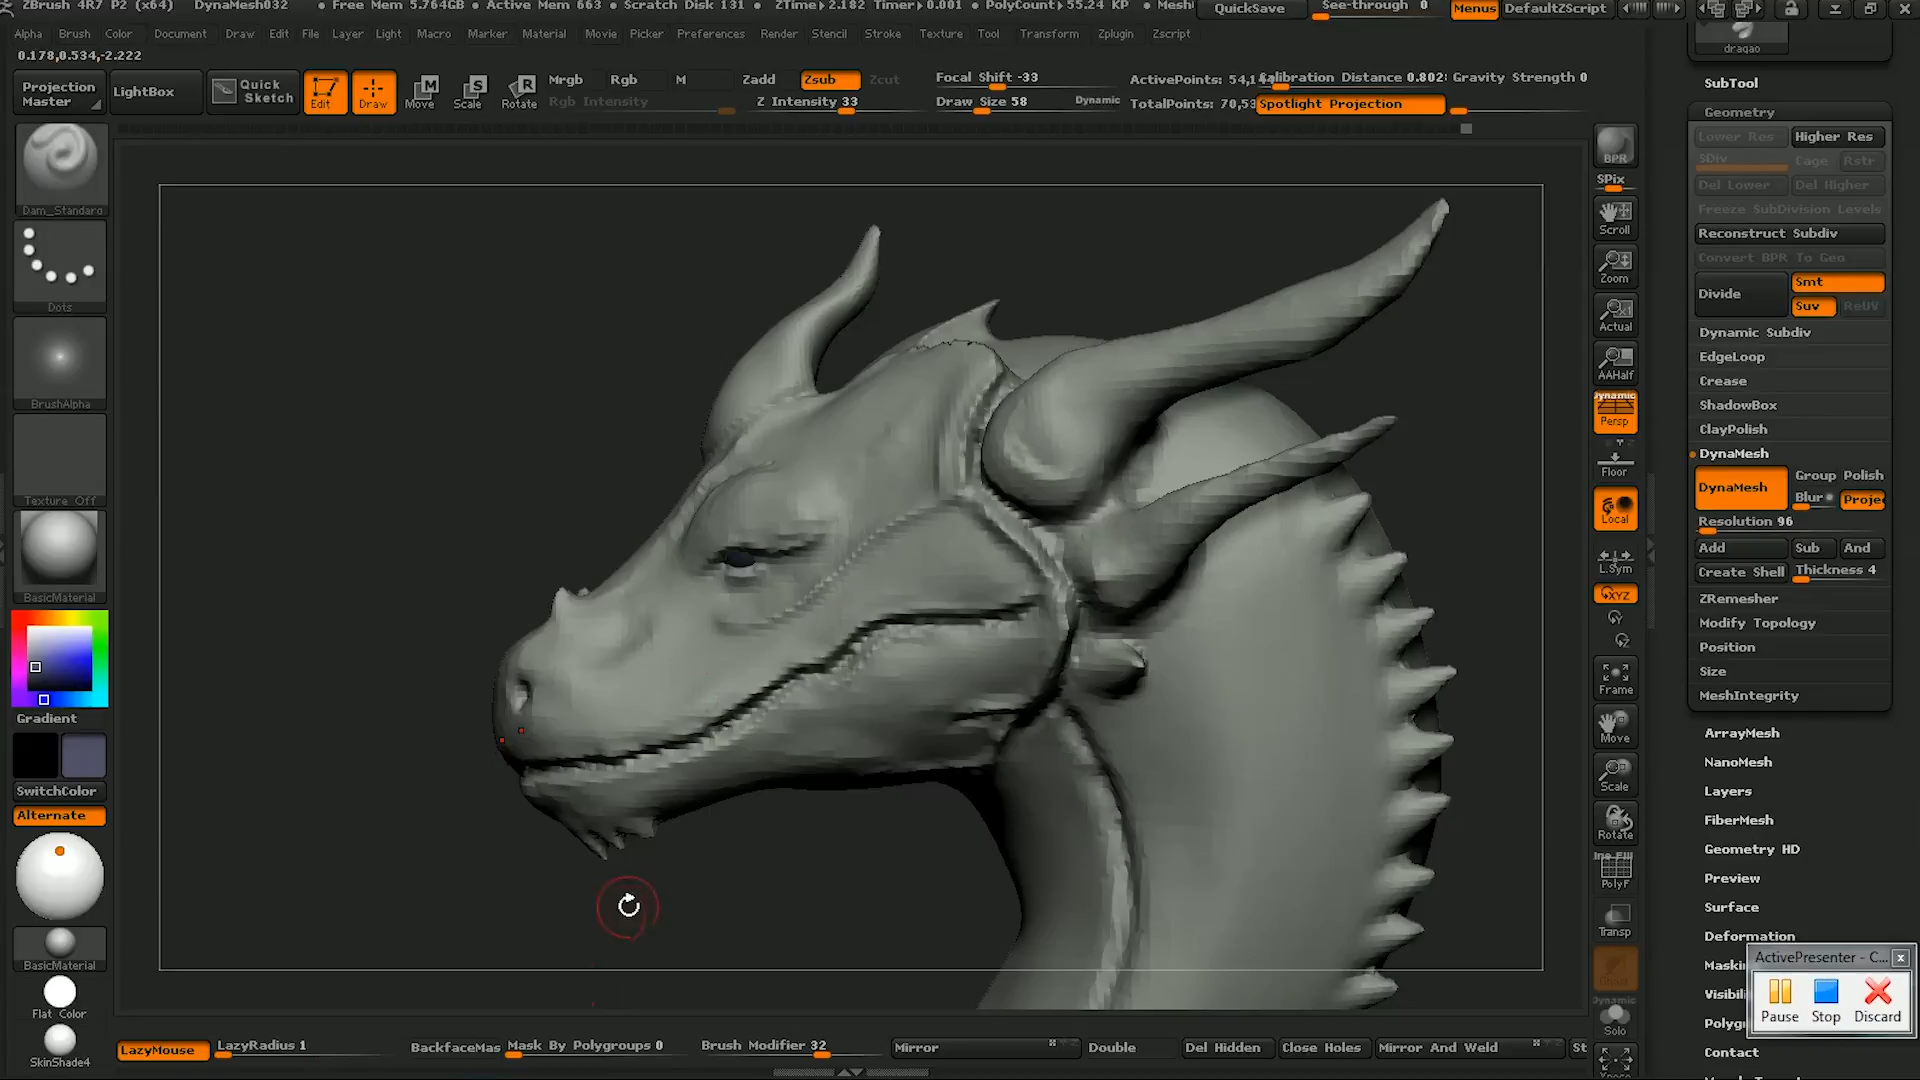 ZBrush 4R7 P2 (x64) DynaMesh032 • Free Mem 5.764GB • Active Mem 663 • Scratch Disk 131 • ZTime▸2.182 Timer▸0.001 • PolyCount▸55.24 KP • Mesh QuickSave See-through 0 Menus DefaultZScript
Alpha Brush Color Document Draw Edit File Layer Light Macro Marker Material Movie Picker Preferences Render Stencil Stroke Texture Tool Transform Zplugin Zscript
0.178,0.534,-2.222
Projection Master
LightBox
Quick Sketch
Edit
Draw
Move
Scale
Rotate
Mrgb Rgb M
Rgb Intensity
Zadd Zsub Zcut
Z Intensity 33
Focal Shift -33
Draw Size 58
Dynamic
ActivePoints: 54,1
TotalPoints: 70,53
Calibration Distance 0.802
Gravity Strength 0
Spotlight Projection
Dam_Standard
Dots
BrushAlpha
Texture Off
BasicMaterial
Gradient
SwitchColor
Alternate
BasicMaterial
Flat Color
SkinShade4
BPR
SPix
Scroll
Zoom
Actual
AAHalf
Dynamic
Persp
Floor
Local
L.Sym
XYZ
Frame
Move
Scale
Rotate
PolyF
Transp
Dynamic
Solo
dragao
SubTool
Geometry
Lower Res Higher Res
SDiv Cage Rstr
Del Lower Del Higher
Freeze SubDivision Levels
Reconstruct Subdiv
Convert BPR To Geo
Divide
Smt
Suv ReUV
Dynamic Subdiv
EdgeLoop
Crease
ShadowBox
ClayPolish
DynaMesh
DynaMesh
Group Polish
Blur Proje
Resolution 96
Add Sub And
Create Shell Thickness 4
ZRemesher
Modify Topology
Position
Size
MeshIntegrity
ArrayMesh
NanoMesh
Layers
FiberMesh
Geometry HD
Preview
Surface
Deformation
Maski
Visibil
Polyg
Contact
ActivePresenter - C... x
Pause Stop Discard
LazyMouse
LazyRadius 1
BackfaceMas
Mask By Polygroups 0
Brush Modifier 32
Mirror
Double
Del Hidden
Close Holes
Mirror And Weld
St